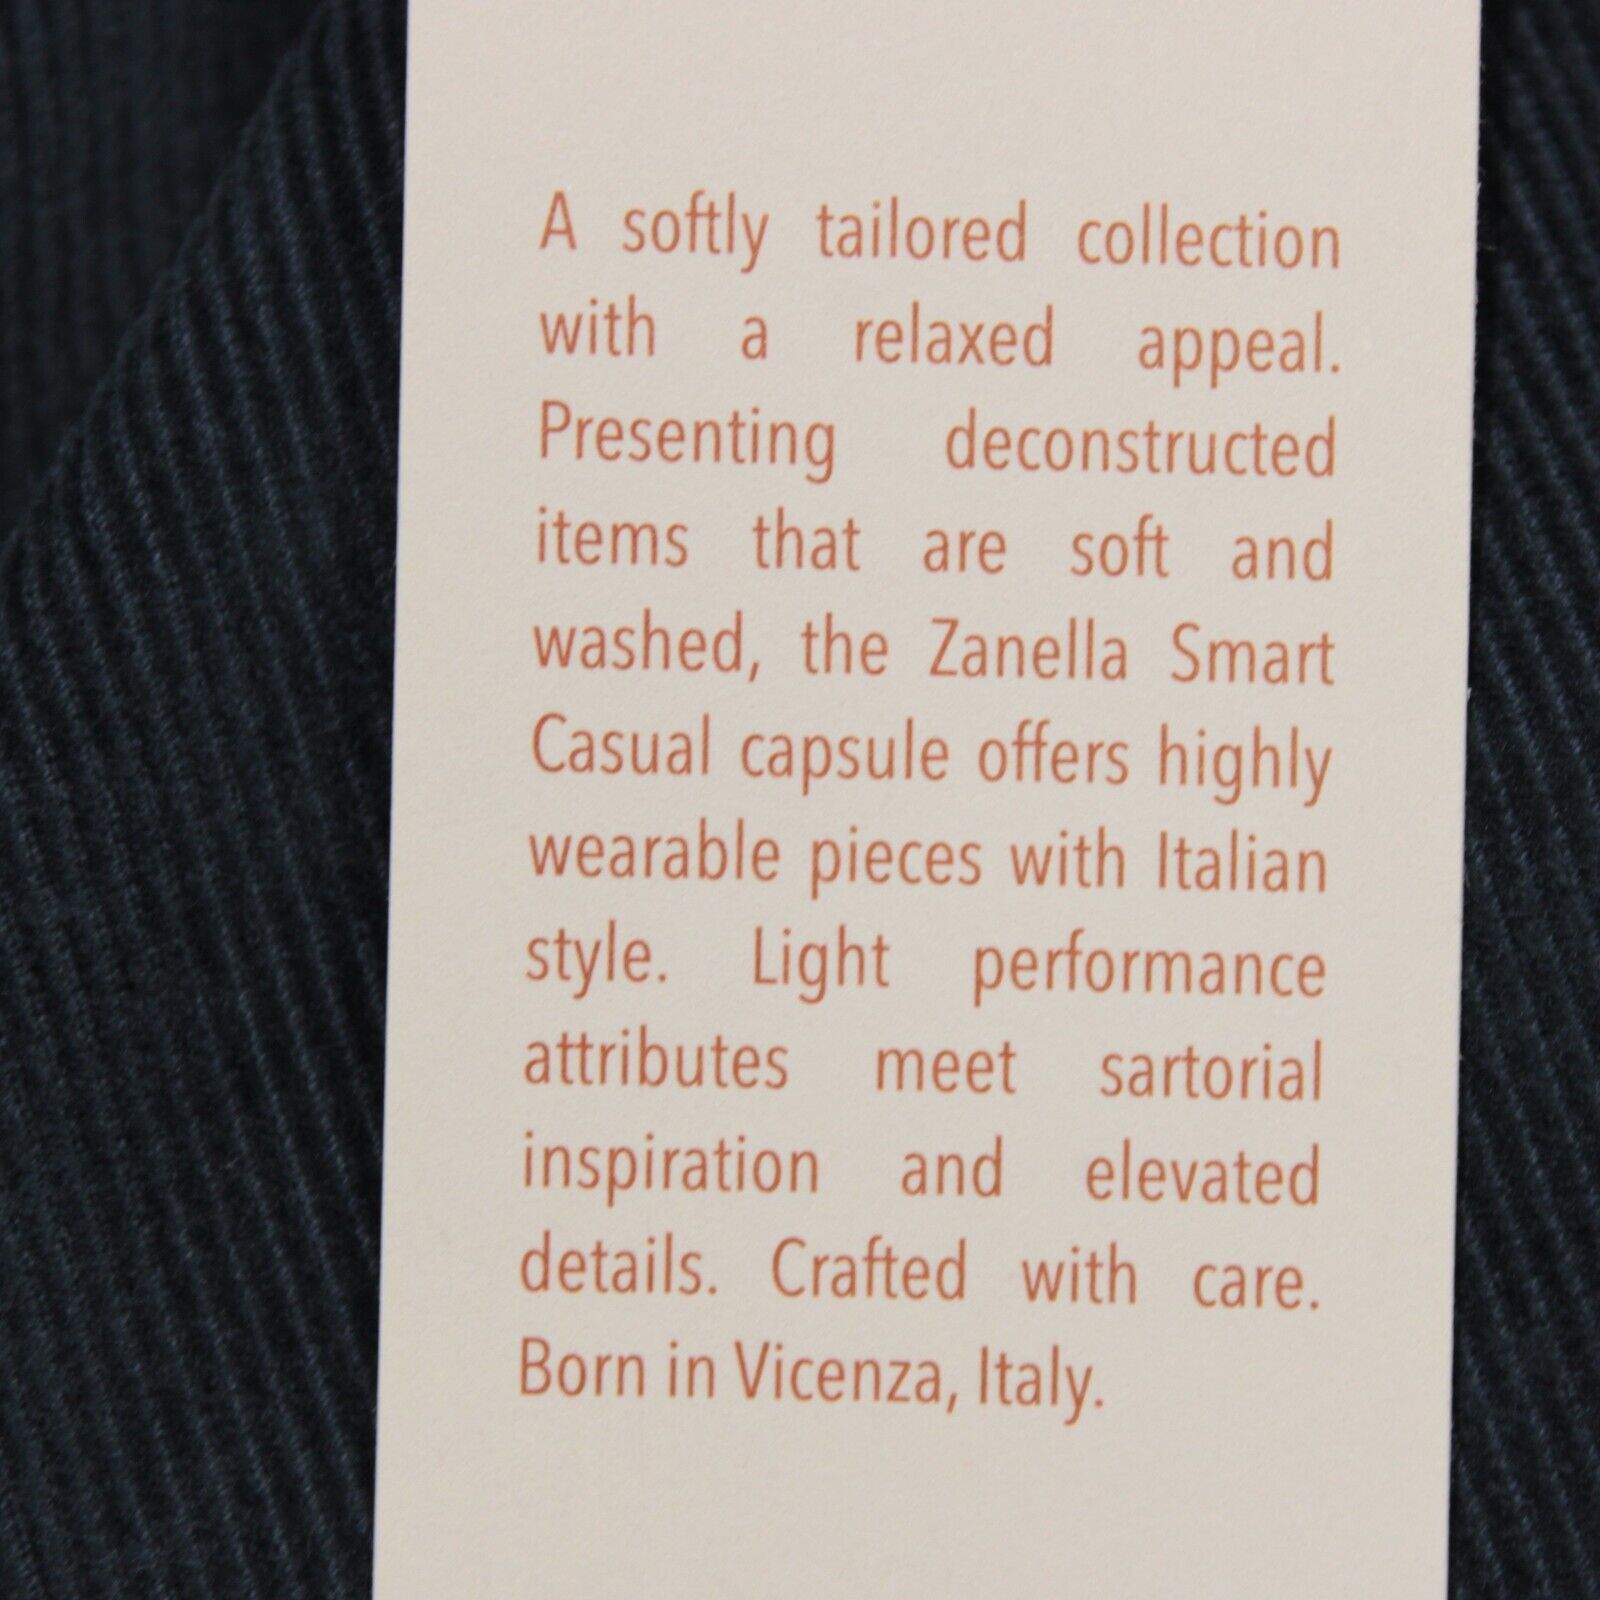 A softly tailored collection
with a relaxed appeal.
Presenting deconstructed
items that are soft and
washed, the Zanella Smart
Casual capsule offers highly
wearable pieces with Italian
style. Light performance
attributes meet sartorial
inspiration and elevated
details. Crafted with care.
Born in Vicenza, Italy.